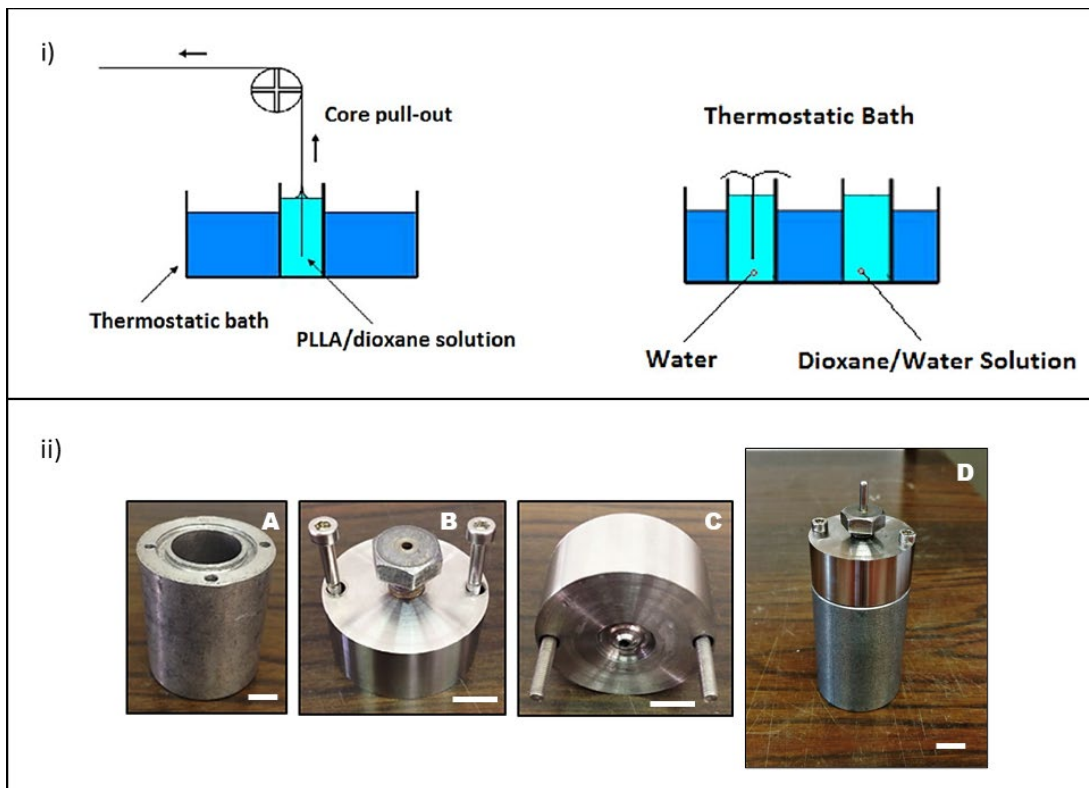 i)
Core pull-out
Thermostatic bath
PLLA/dioxane solution
Thermostatic Bath
Water
Dioxane/Water Solution
ii)
A
B
C
D